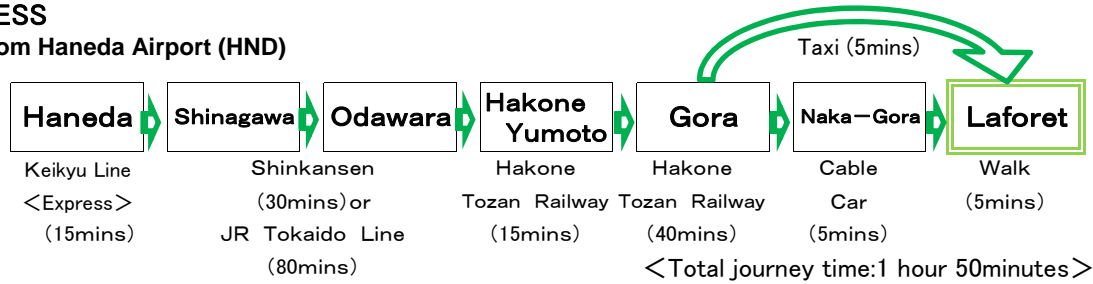 ESS
om Haneda Airport (HND)
Taxi (5mins)
Haneda
Shinagawa
Odawara
Hakone
Yumoto
Gora
Naka－Gora
Laforet
Keikyu Line
＜Express＞
(15mins)
Shinkansen
(30mins)or
JR Tokaido Line
(80mins)
Hakone
Tozan Railway
(15mins)
Hakone
Tozan Railway
(40mins)
Cable
Car
(5mins)
Walk
(5mins)
＜Total journey time:1 hour 50minutes＞